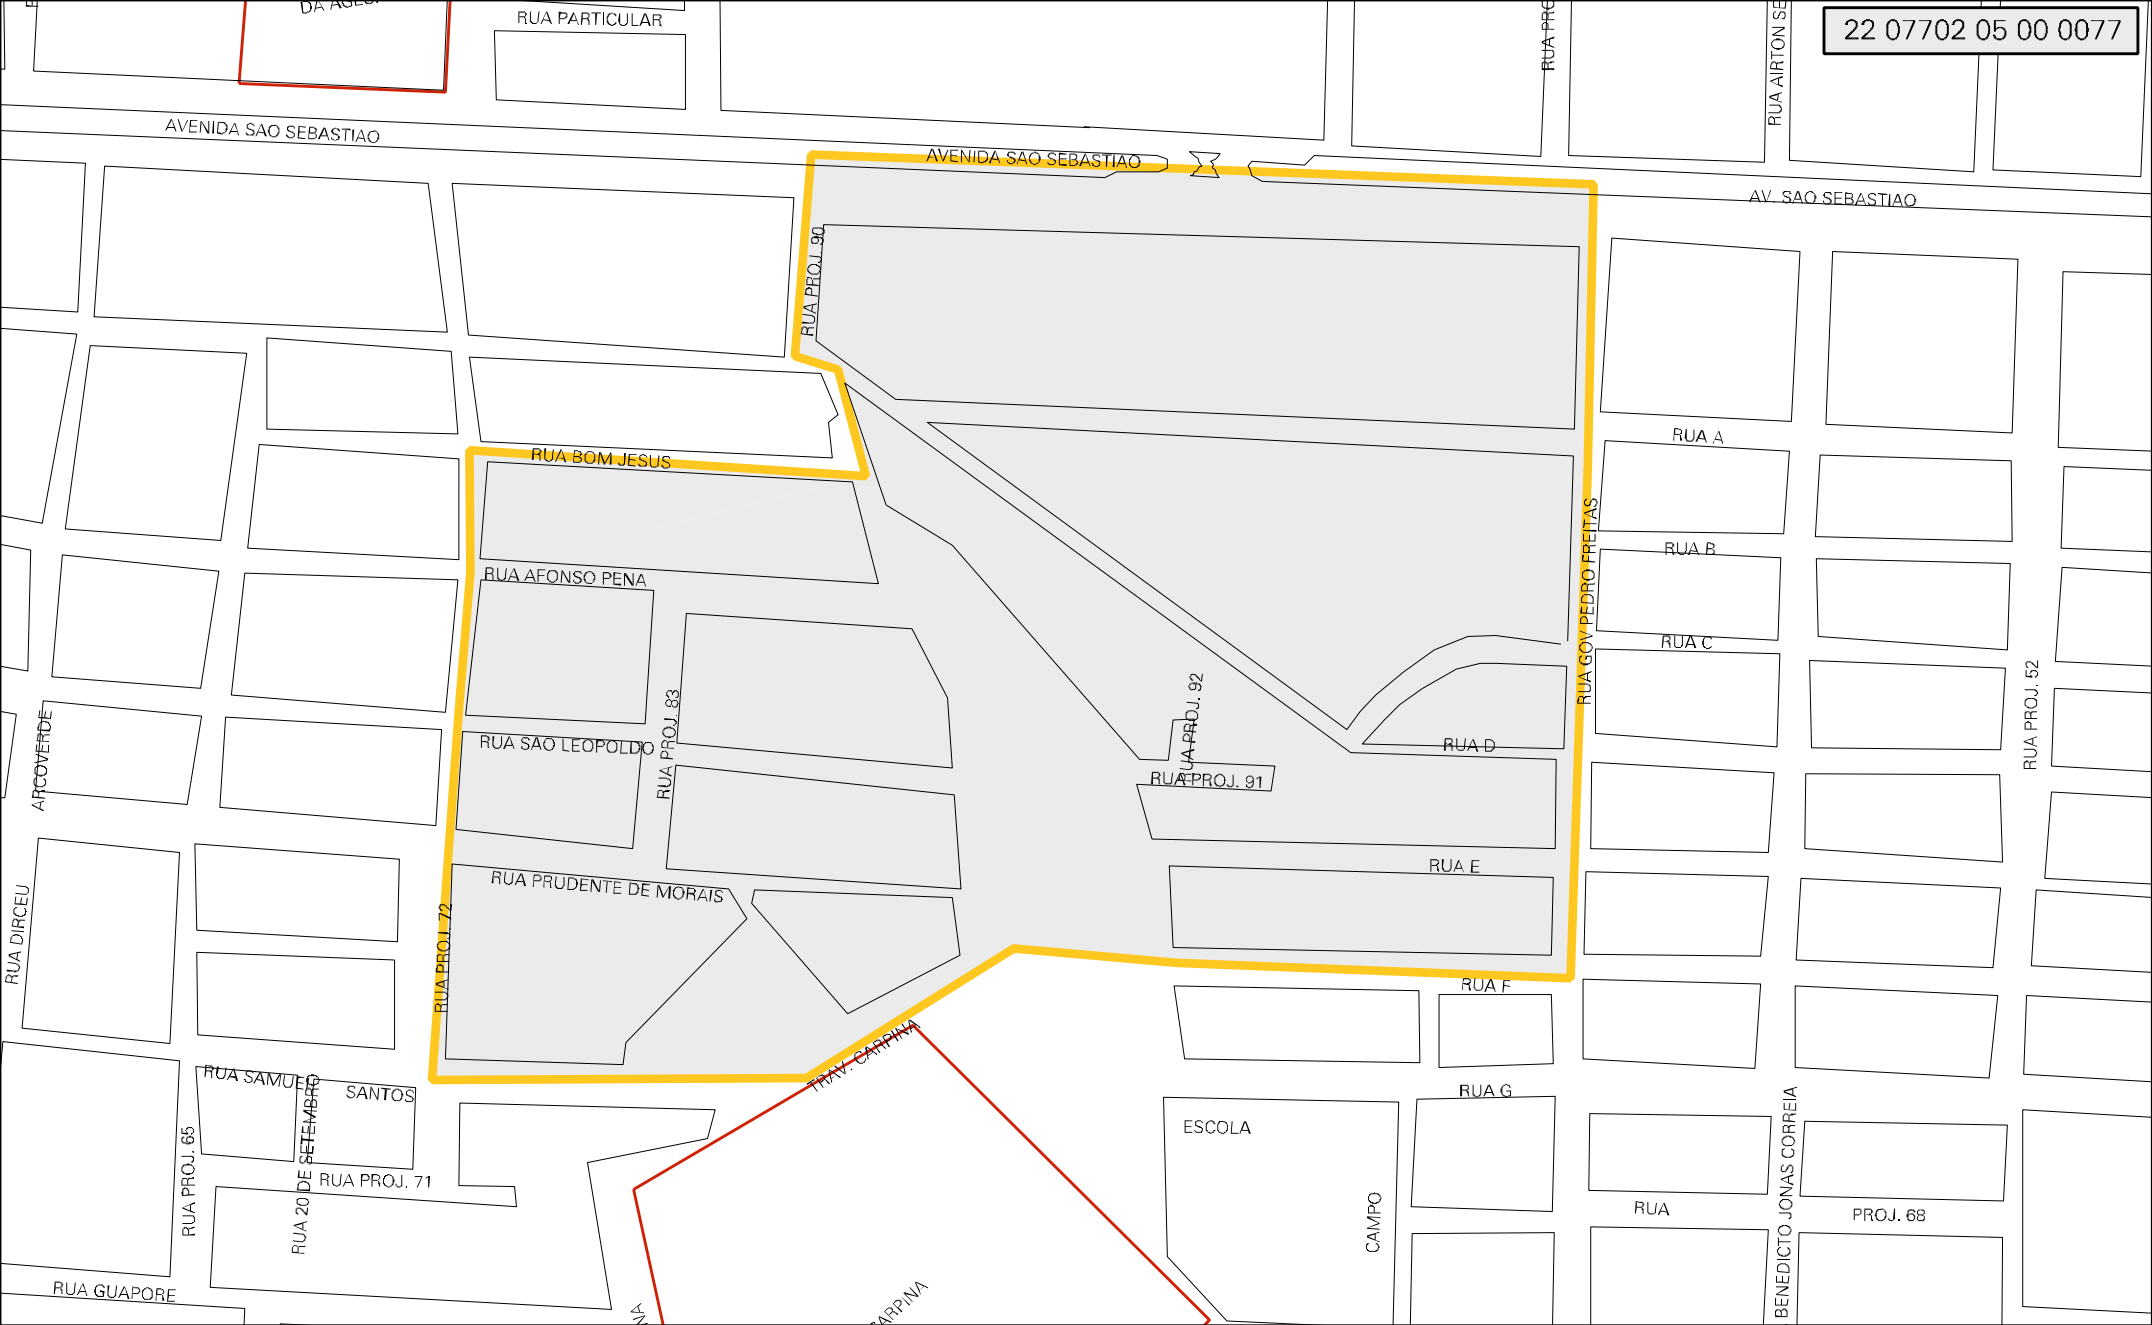 RUA PARTICULAR
22 07702 05 00 0077
AVENIDA SAO SEBASTIAO
AVENIDA SAO SEBASTIAO
AV. SAO SEBASTIAO
RUA PROJ. 90
RUA A
RUA BOM JESUS
RUA B
RUA AFONSO PENA
RUA GOV PEDRO FREITAS
RUA C
RUA PROJ. 52
RUA PROJ. 92
RUA PROJ. 83
RUA SAO LEOPOLDO
RUA D
ARCOVERDE
RUA PROJ. 91
RUA E
RUA PRUDENTE DE MORAIS
RUA DIRCEU
RUA PROJ. 72
RUA F
TRAV. CARPINA
RUA SAMUEL
SANTOS
RUA G
ESCOLA
RUA PROJ. 65
RUA 20 DE SETEMBRO
RUA PROJ. 71
CAMPO
BENEDICTO JONAS CORREIA
RUA
PROJ. 68
RUA GUAPORE
RUA AIRTON SE